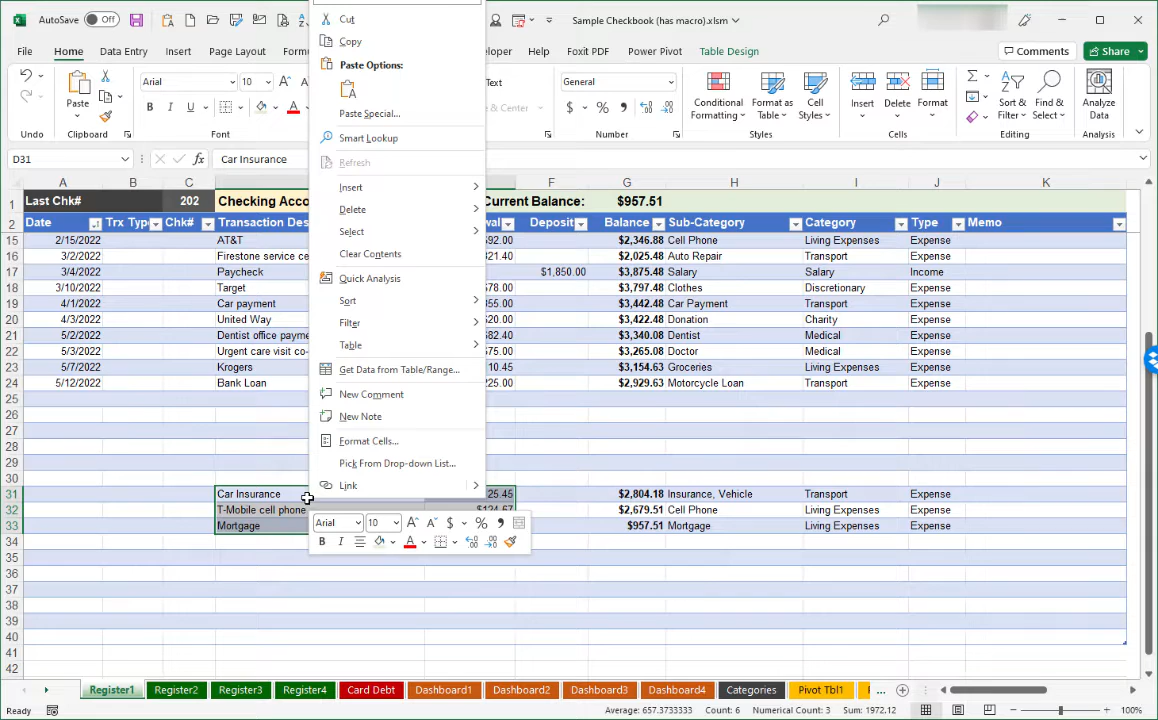 AutoSave Off Sample Checkbook (has macro).xlsm
File Home Data Entry Insert Page Layout Formu eloper Help Foxit PDF Power Pivot Table Design Comments Share
Arial 10 Text General
Paste B I U & Center $ % Conditional Formatting Format as Table Cell Styles Insert Delete Format Sort & Filter Find & Select Analyze Data
Undo Clipboard Font Number Styles Cells Editing Analysis
D31 fx Car Insurance
A B C F G H I J K
1 Last Chk# 202 Checking Acco Current Balance: $957.51
2 Date Trx Typ Chk# Transaction Des wal Deposit Balance Sub-Category Category Type Memo
15 2/15/2022 AT&T $92.00 $2,346.88 Cell Phone Living Expenses Expense
16 3/2/2022 Firestone service ce 321.40 $2,025.48 Auto Repair Transport Expense
17 3/4/2022 Paycheck $1,850.00 $3,875.48 Salary Salary Income
18 3/10/2022 Target $78.00 $3,797.48 Clothes Discretionary Expense
19 4/1/2022 Car payment 355.00 $3,442.48 Car Payment Transport Expense
20 4/3/2022 United Way $20.00 $3,422.48 Donation Charity Expense
21 5/2/2022 Dentist office payme $82.40 $3,340.08 Dentist Medical Expense
22 5/3/2022 Urgent care visit co- $75.00 $3,265.08 Doctor Medical Expense
23 5/7/2022 Krogers 10.45 $3,154.63 Groceries Living Expenses Expense
24 5/12/2022 Bank Loan 225.00 $2,929.63 Motorcycle Loan Transport Expense
25
26
27
28
29
30
31 Car Insurance 25.45 $2,804.18 Insurance, Vehicle Transport Expense
32 T-Mobile cell phone $124.67 $2,679.51 Cell Phone Living Expenses Expense
33 Mortgage $957.51 Mortgage Living Expenses Expense
34
35
36
37
38
39
40
41
42
Cut
Copy
Paste Options:
Paste Special...
Smart Lookup
Refresh
Insert
Delete
Select
Clear Contents
Quick Analysis
Sort
Filter
Table
Get Data from Table/Range...
New Comment
New Note
Format Cells...
Pick From Drop-down List...
Link
Arial 10 A A $ % 9
B I A
Register1 Register2 Register3 Register4 Card Debt Dashboard1 Dashboard2 Dashboard3 Dashboard4 Categories Pivot Tbl1 ...
Ready Average: 657.3733333 Count: 6 Numerical Count: 3 Sum: 1972.12 100%